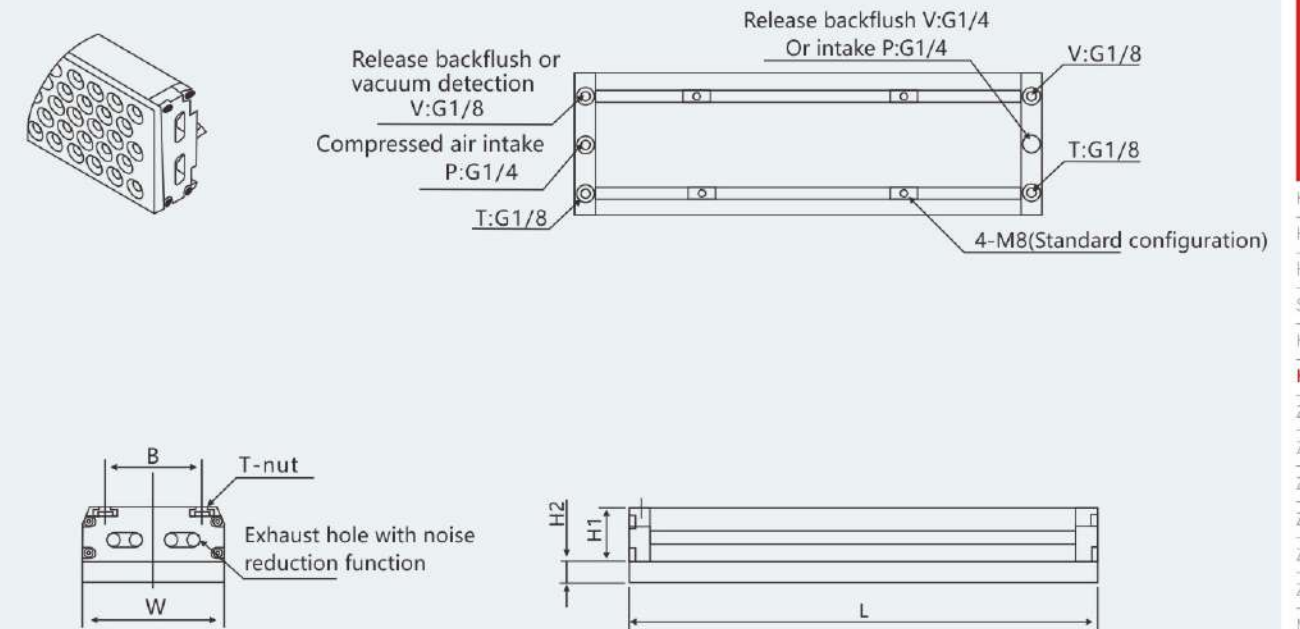 Release backflush V:G1/4
Or intake P:G1/4
V:G1/8
Release backflush or
vacuum detection
V:G1/8
Compressed air intake
P:G1/4
T:G1/8
T:G1/8
4-M8(Standard configuration)
B
T-nut
Exhaust hole with noise
reduction function
W
H2
H1
L